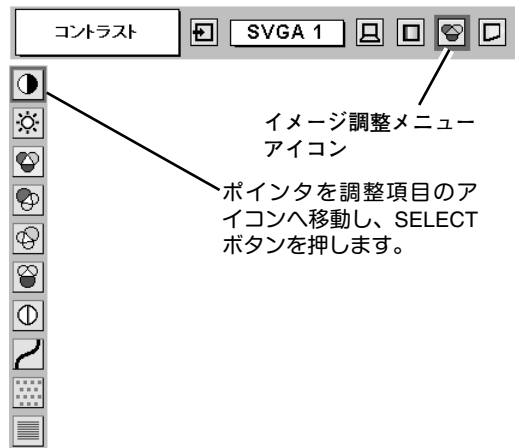 コントラスト
SVGA 1
イメージ調整メニュー
アイコン
ポインタを調整項目のア
イコンへ移動し、SELECT
ボタンを押します。